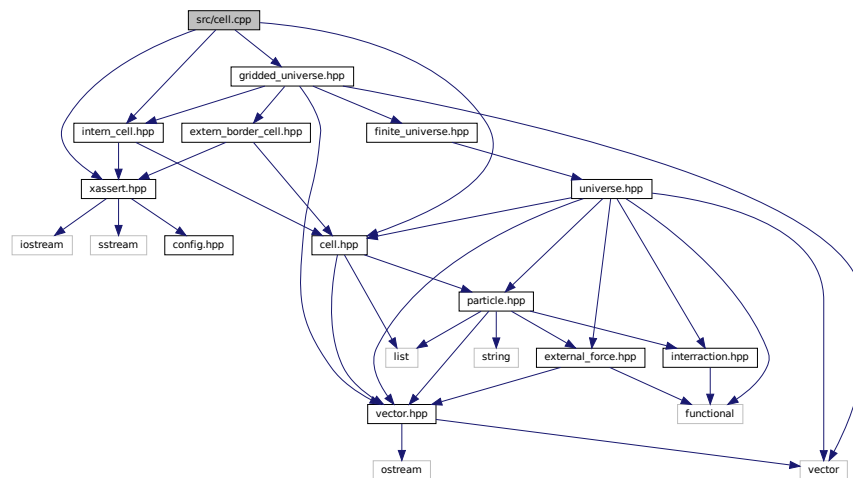 src/cell.cpp
gridded_universe.hpp
intern_cell.hpp
extern_border_cell.hpp
finite_universe.hpp
xassert.hpp
universe.hpp
iostream
sstream
config.hpp
cell.hpp
particle.hpp
list
string
external_force.hpp
interraction.hpp
vector.hpp
functional
ostream
vector